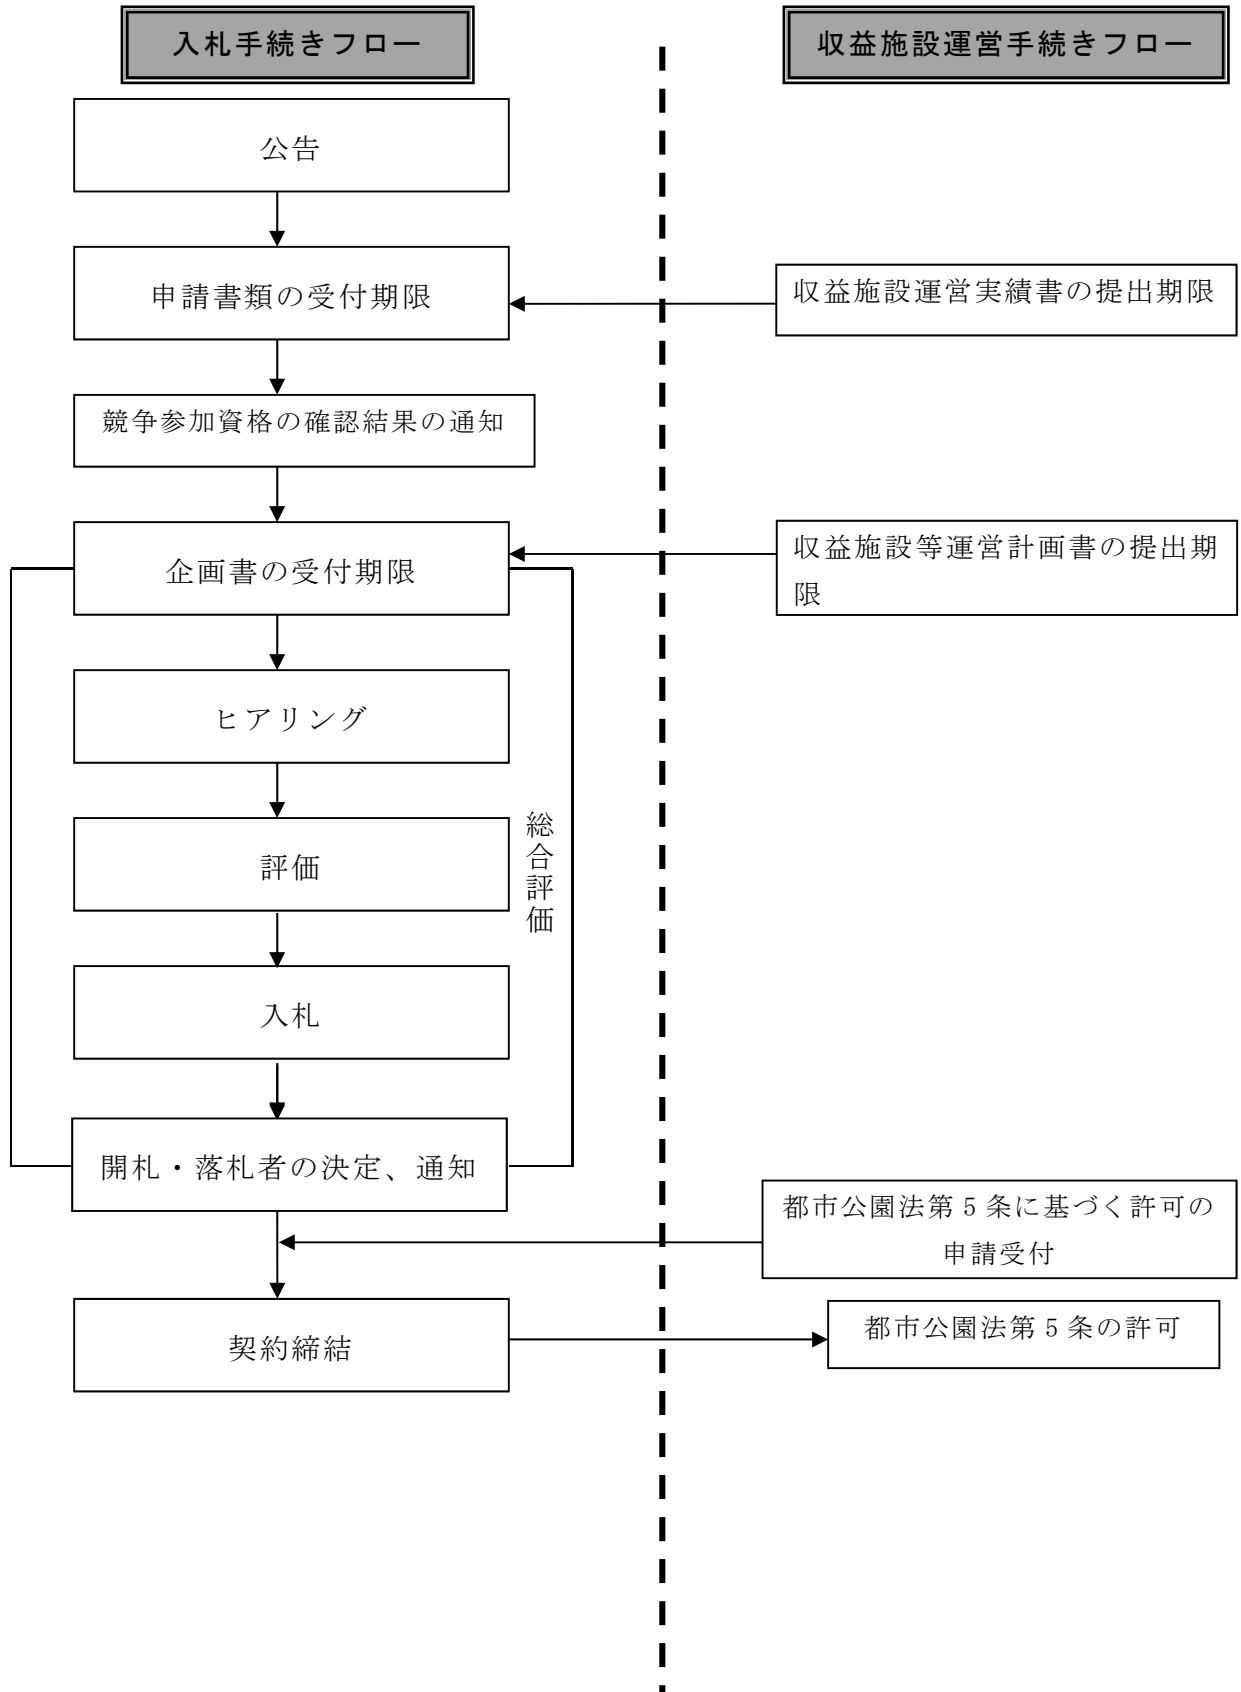 入札手続きフロー
収益施設運営手続きフロー
公告
申請書類の受付期限
収益施設運営実績書の提出期限
競争参加資格の確認結果の通知
企画書の受付期限
収益施設等運営計画書の提出期
限
ヒアリング
総合評価
評価
入札
開札・落札者の決定、通知
都市公園法第5条に基づく許可の
申請受付
契約締結
都市公園法第5条の許可